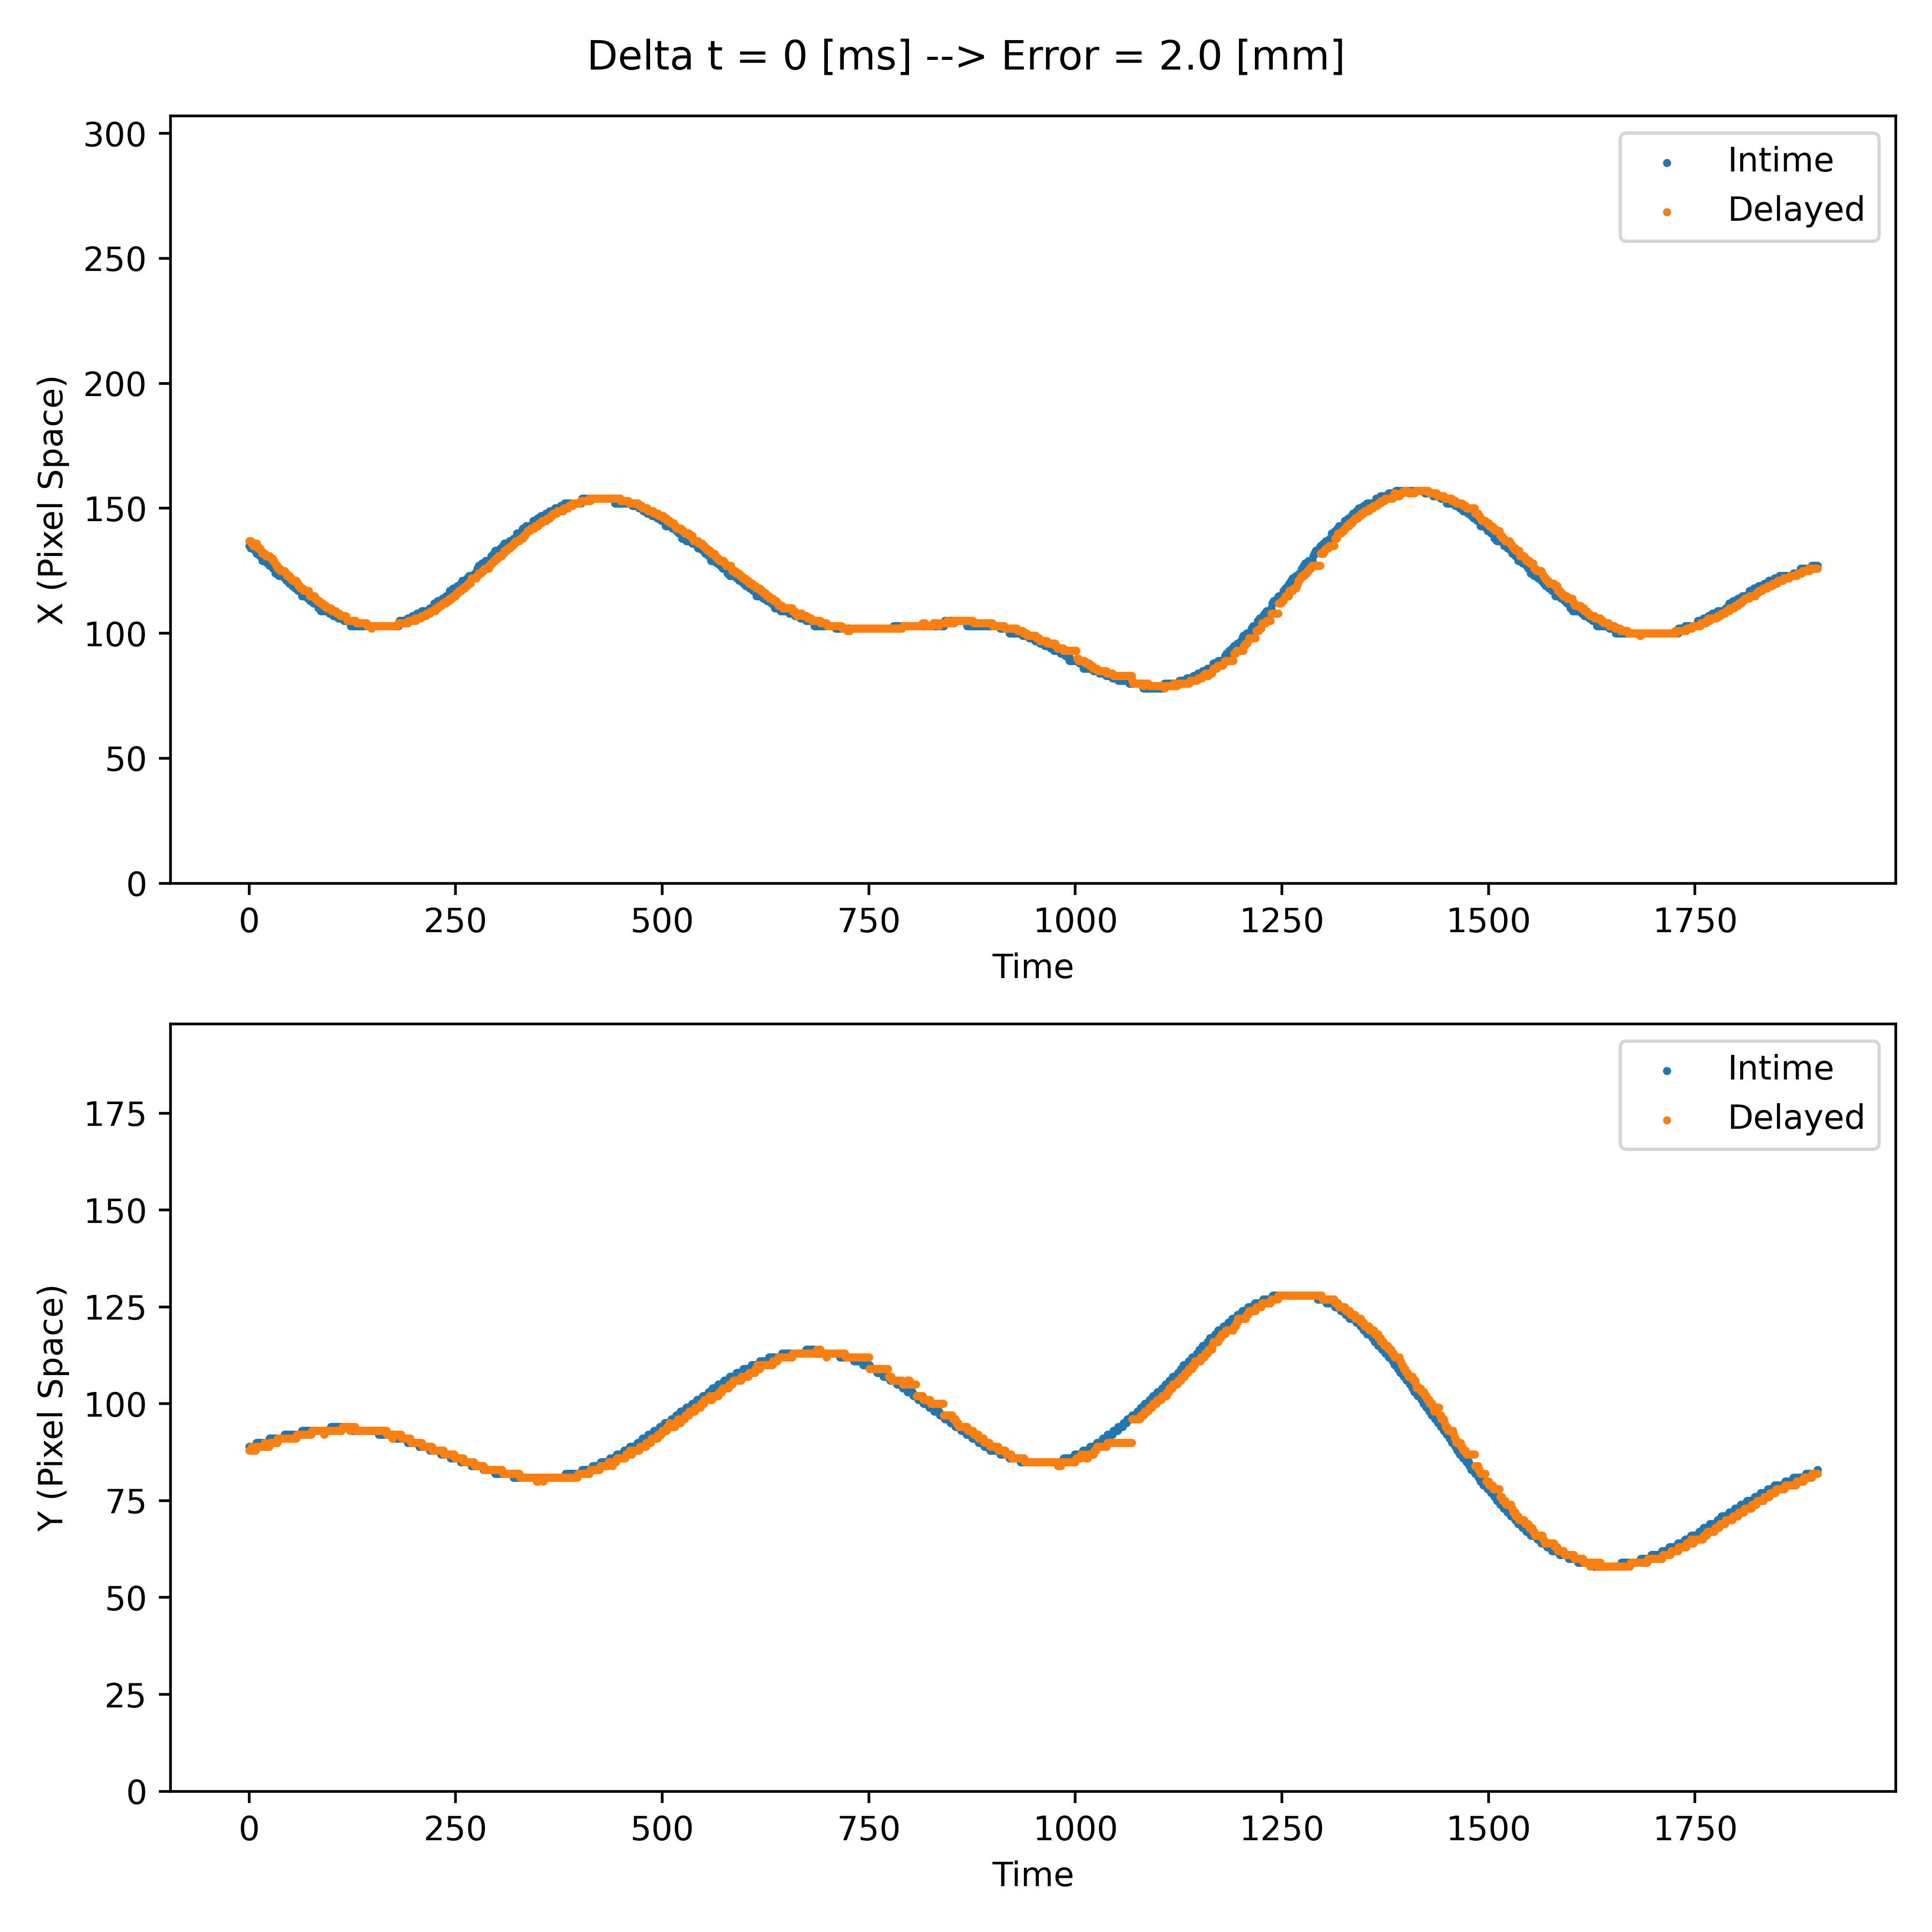 Delta t = 0 [ms] --> Error = 2.0 [mm]
300
250
200
150
100
50
0
X (Pixel Space)
Intime
Delayed
0 250 500 750 1000 1250 1500 1750
Time
175
150
125
100
75
50
25
0
Y (Pixel Space)
Intime
Delayed
0 250 500 750 1000 1250 1500 1750
Time